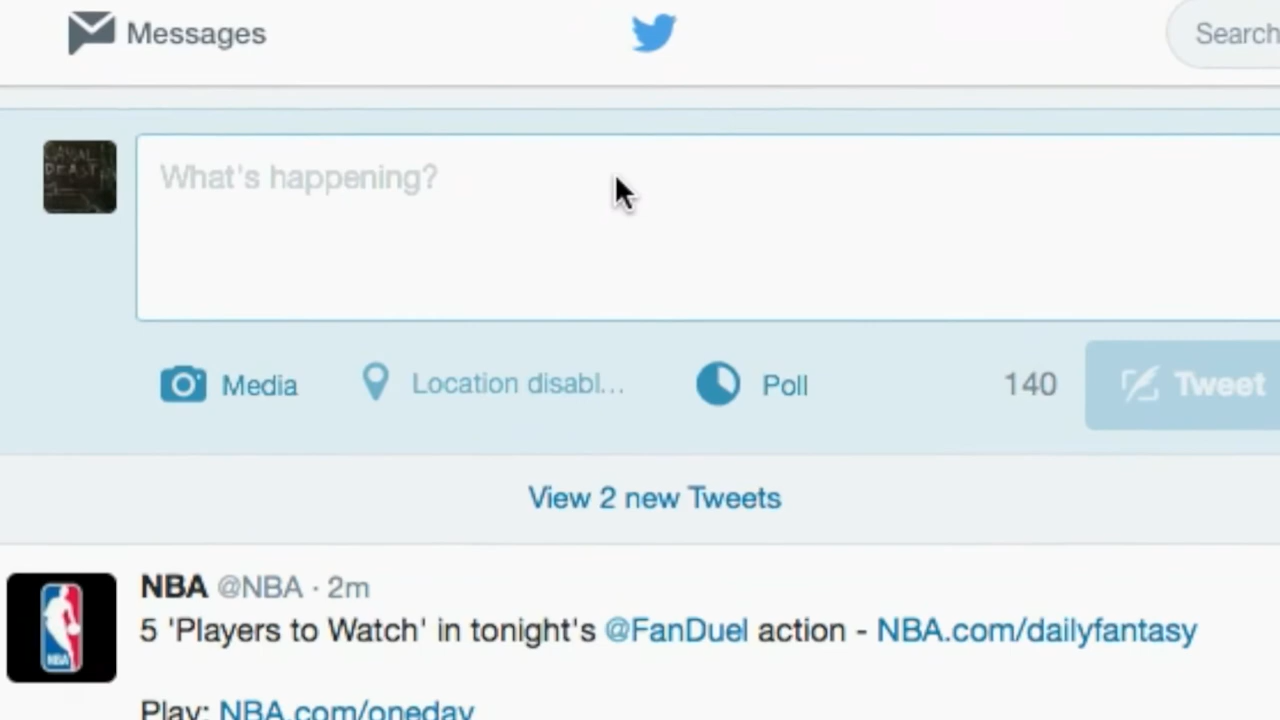 Messages
Search
What's happening?
Media
Location disabl...
Poll
140
Tweet
View 2 new Tweets
NBA @NBA · 2m
5 'Players to Watch' in tonight's @FanDuel action - NBA.com/dailyfantasy
NBA
Play: NBA.com/oneday